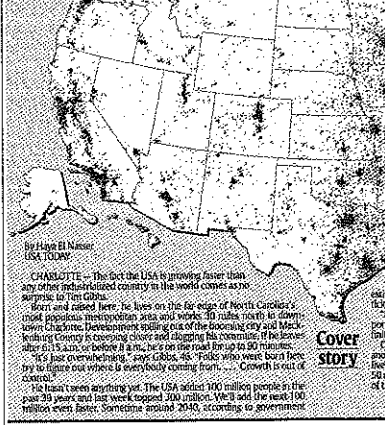 By Haya El Nasser
USA TODAY
CHARLOTTE — The fact the USA is growing faster than
any other industrialized country in the world comes as no
surprise to Tim Gibbs.
Born and raised here, he lives on the far edge of North Carolina's
most populous metropolitan area and works 30 miles north in down-
town Charlotte. Development spilling out of the booming city and Meck-
lenburg County is creeping closer and clogging his commute. If he leaves
after 6:15 a.m. or before 8 a.m., he's on the road for up to 90 minutes.
"It's just overwhelming," says Gibbs, 46. "Folks who were born here
try to figure out where is everybody coming from. . . . Growth is out of
control."
He hasn't seen anything yet. The USA added 100 million people in the
past 39 years and last week topped 300 million. We'll add the next 100
million even faster. Sometime around 2040, according to government
Cover
story